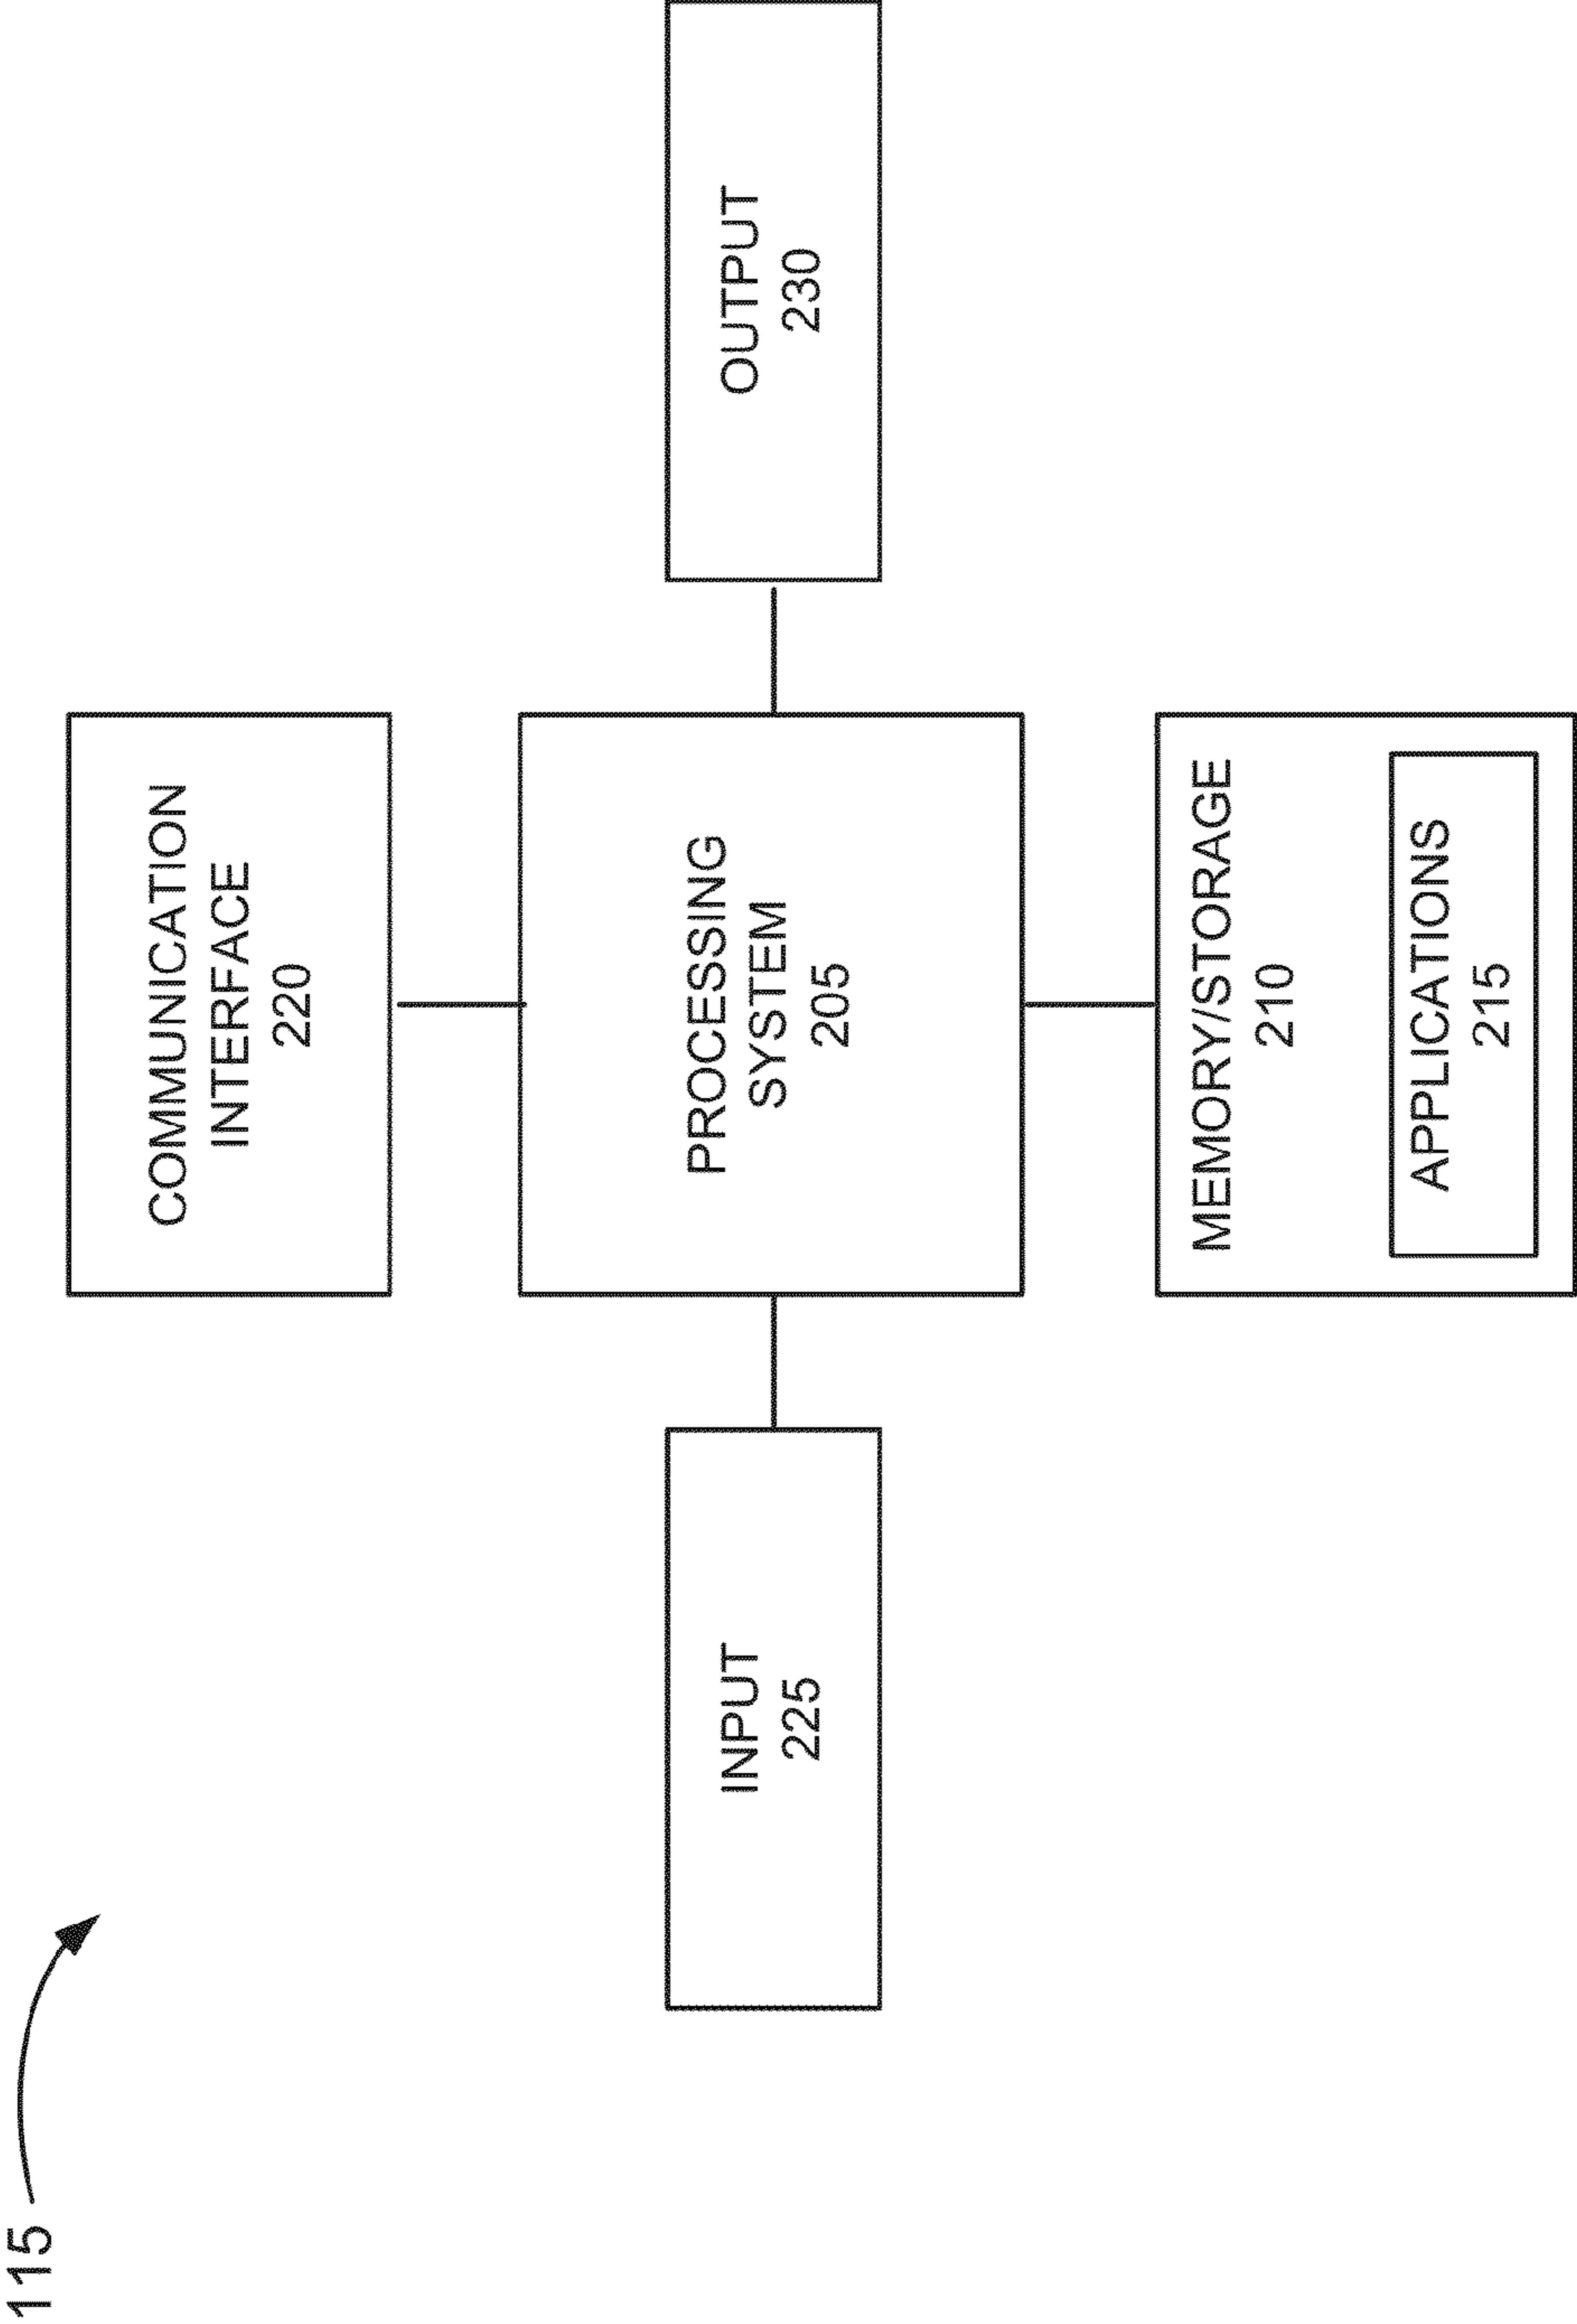 115
COMMUNICATION
INTERFACE
220
INPUT
225
PROCESSING
SYSTEM
205
OUTPUT
230
MEMORY/STORAGE
210
APPLICATIONS
215